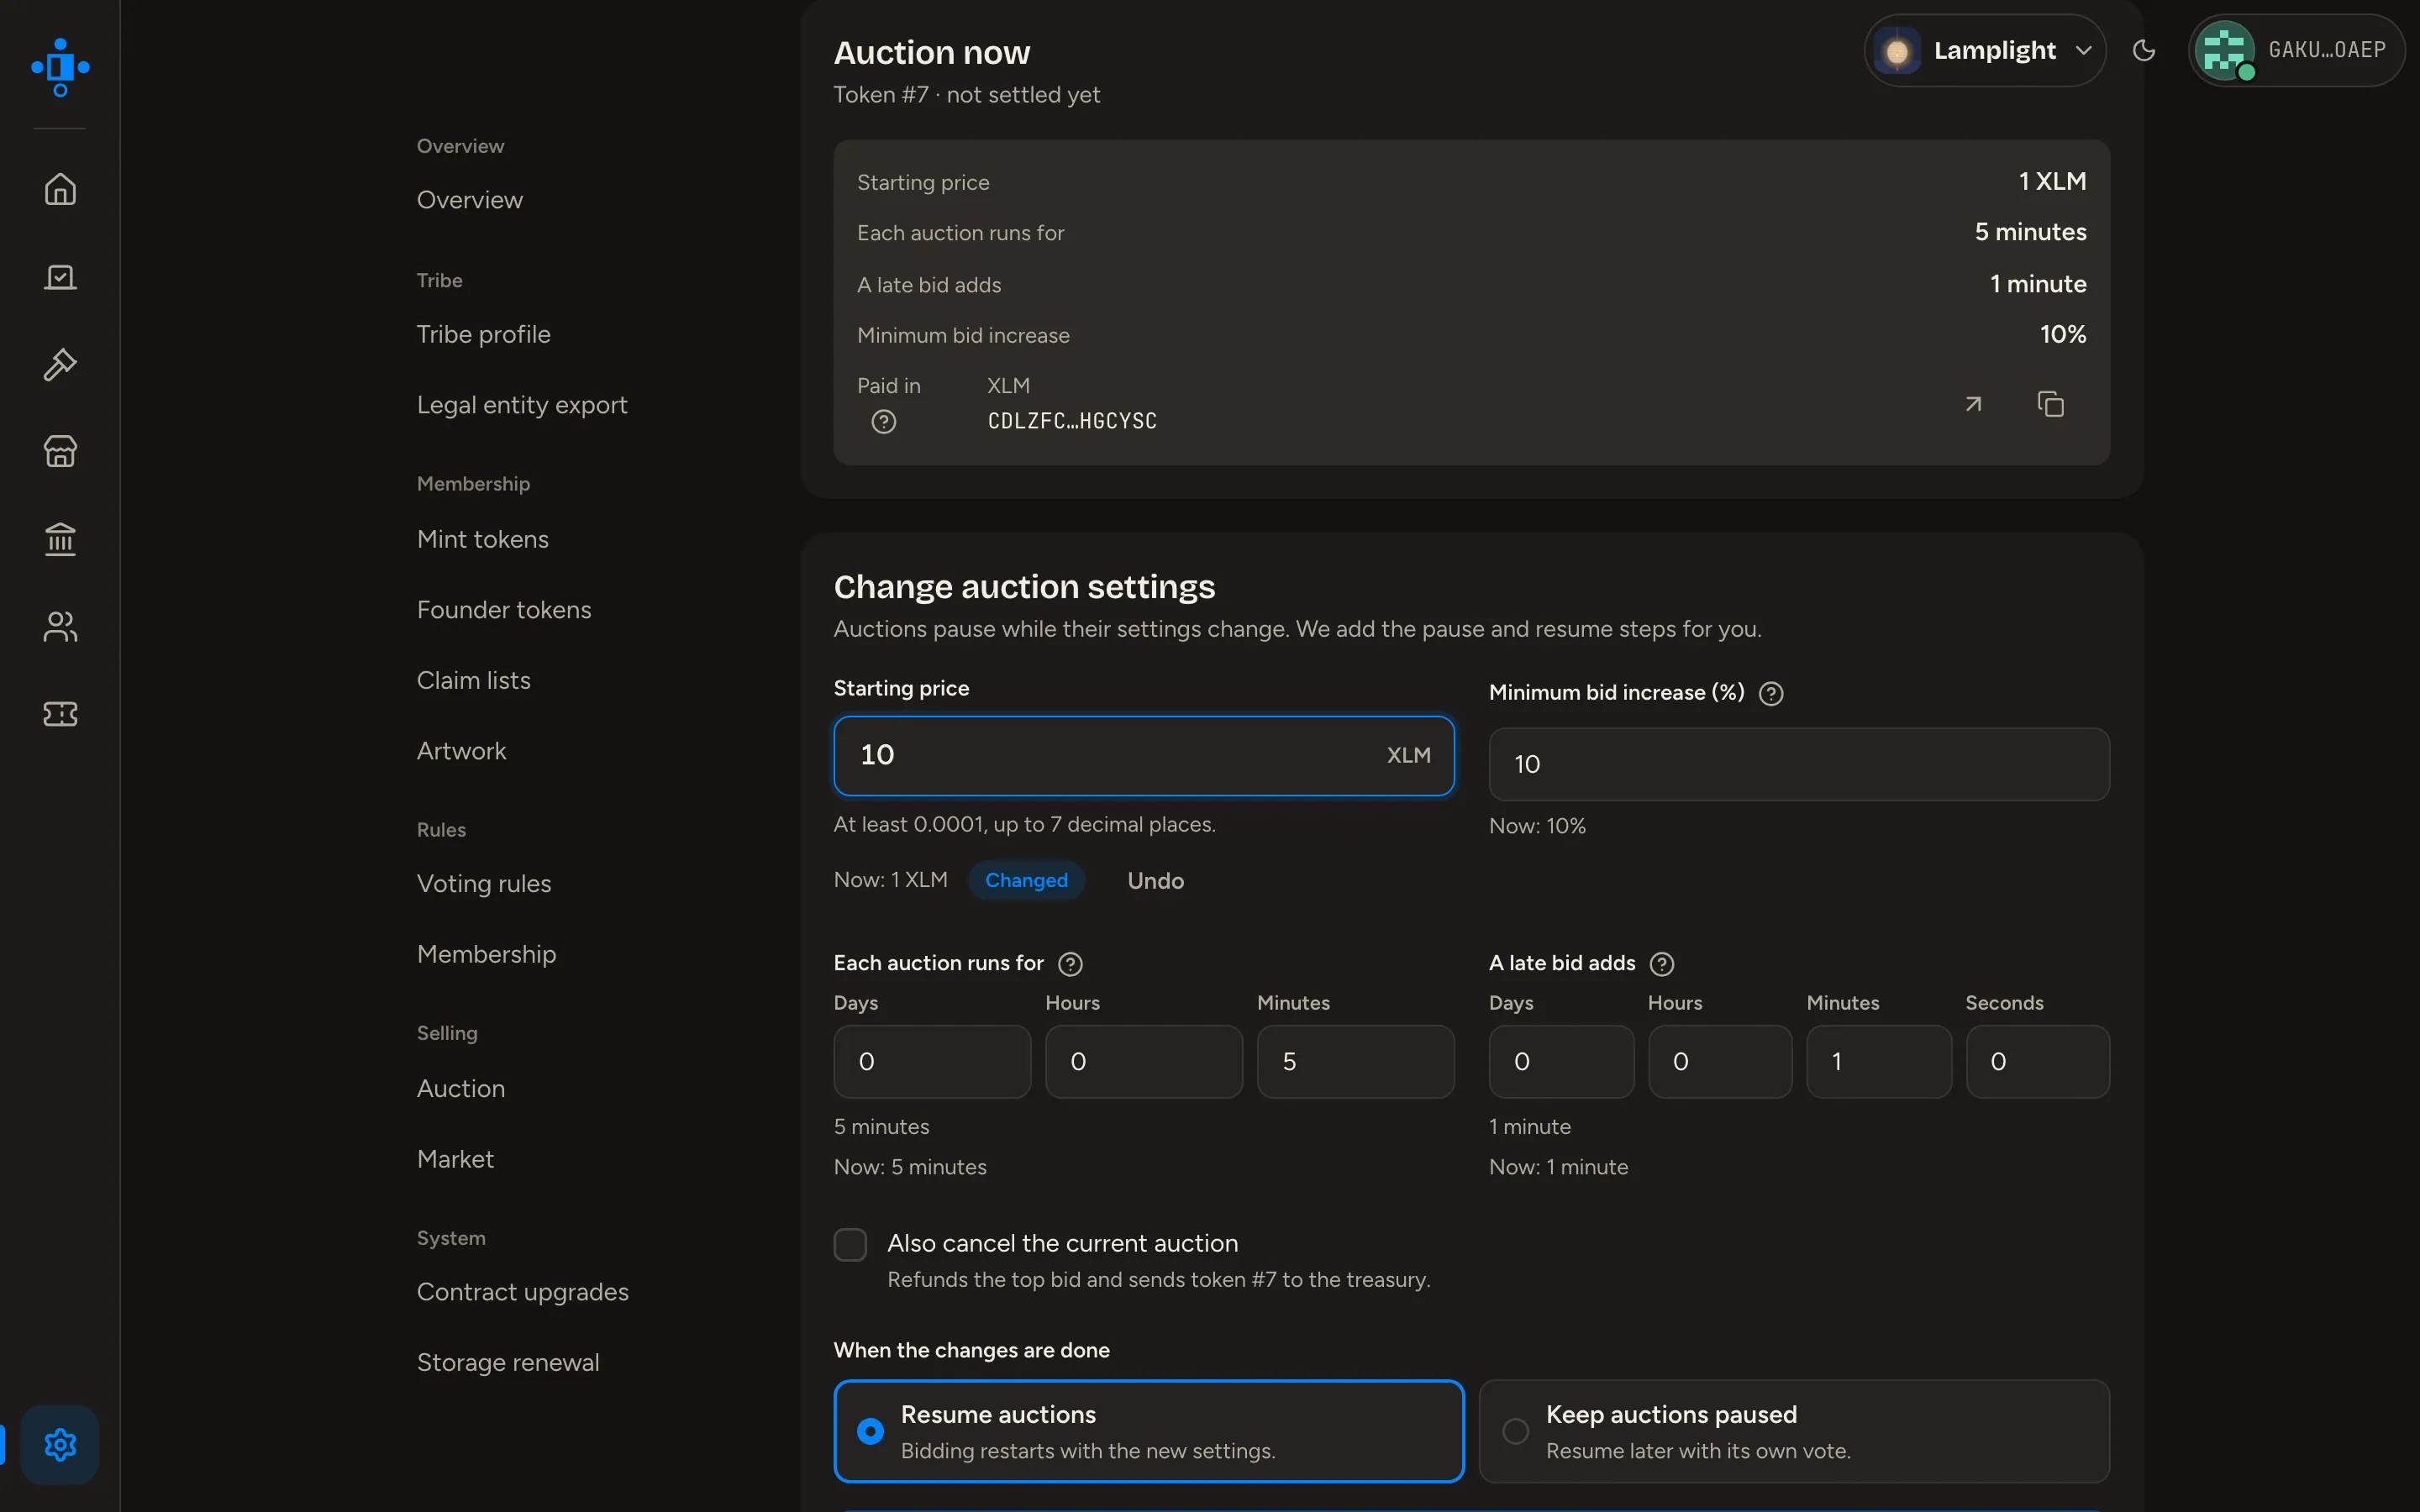 Lamplight
GAKU...OAEP
Overview
Overview
Tribe
Tribe profile
Legal entity export
Membership
Mint tokens
Founder tokens
Claim lists
Artwork
Rules
Voting rules
Membership
Selling
Auction
Market
System
Contract upgrades
Storage renewal
Auction now
Token #7 · not settled yet
Starting price 1 XLM
Each auction runs for 5 minutes
A late bid adds 1 minute
Minimum bid increase 10%
Paid in XLM
CDLZFC...HGCYSC
Change auction settings
Auctions pause while their settings change. We add the pause and resume steps for you.
Starting price
10 XLM
At least 0.0001, up to 7 decimal places.
Now: 1 XLM Changed Undo
Minimum bid increase (%)
10
Now: 10%
Each auction runs for
Days Hours Minutes
0 0 5
5 minutes
Now: 5 minutes
A late bid adds
Days Hours Minutes Seconds
0 0 1 0
1 minute
Now: 1 minute
Also cancel the current auction
Refunds the top bid and sends token #7 to the treasury.
When the changes are done
Resume auctions
Bidding restarts with the new settings.
Keep auctions paused
Resume later with its own vote.